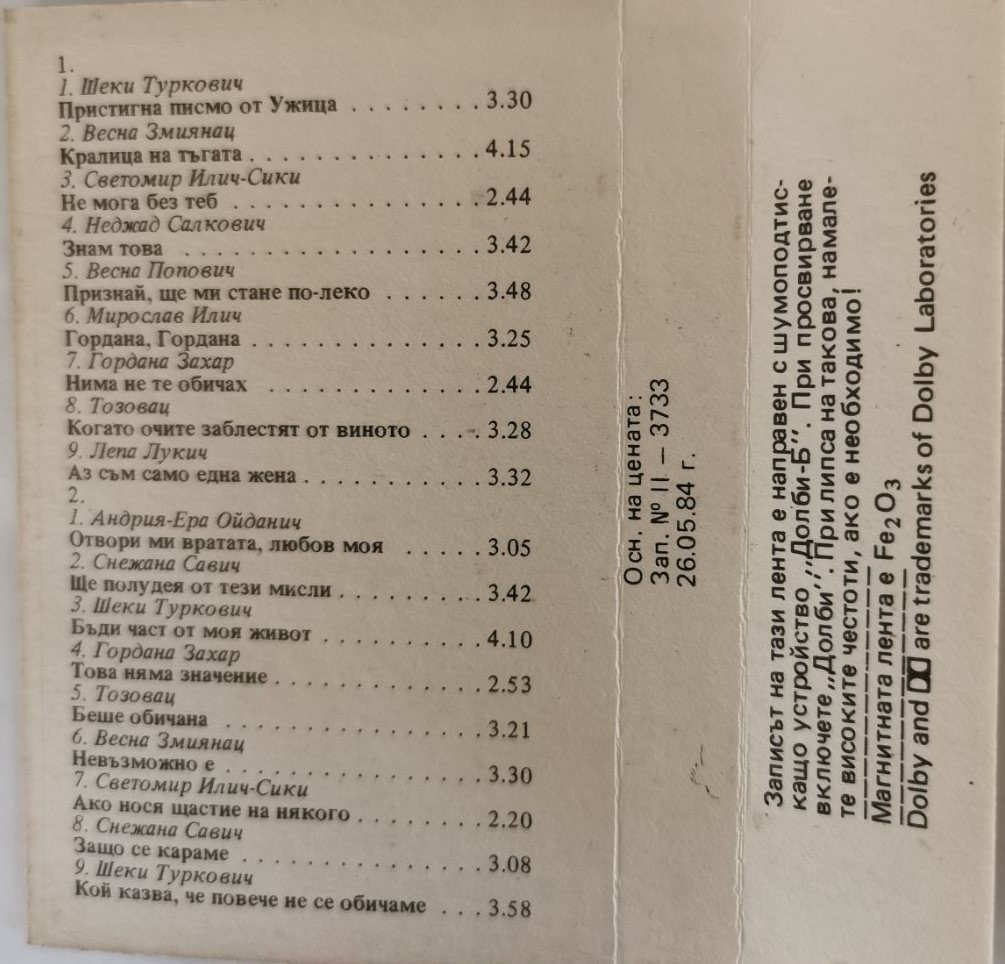 1.
1. Шеки Туркович
Пристигна писмо от Ужица . . . . . . . . 3.30
2. Весна Змиянац
Кралица на тъгата . . . . . . . . . . . . . . 4.15
3. Светомир Илич-Сики
Не мога без теб . . . . . . . . . . . . . . . 2.44
4. Неджад Салкович
Знам това . . . . . . . . . . . . . . . . . . 3.42
5. Весна Попович
Признай, ще ми стане по-леко . . . . . . 3.48
6. Мирослав Илич
Гордана, Гордана . . . . . . . . . . . . . . 3.25
7. Гордана Захар
Нима не те обичах . . . . . . . . . . . . . 2.44
8. Тозовац
Когато очите заблестят от виното . . . . 3.28
9. Лепа Лукич
Аз съм само една жена . . . . . . . . . . . 3.32
2.
1. Андрия-Ера Ойданич
Отвори ми вратата, любов моя . . . . . 3.05
2. Снежана Савич
Ще полудея от тези мисли . . . . . . . . . 3.42
3. Шеки Туркович
Бъди част от моя живот . . . . . . . . . . 4.10
4. Гордана Захар
Това няма значение . . . . . . . . . . . . . 2.53
5. Тозовац
Беше обичана . . . . . . . . . . . . . . . . 3.21
6. Весна Змиянац
Невъзможно е . . . . . . . . . . . . . . . . 3.30
7. Светомир Илич-Сики
Ако нося щастие на някого . . . . . . . . 2.20
8. Снежана Савич
Защо се караме . . . . . . . . . . . . . . . 3.08
9. Шеки Туркович
Кой казва, че повече не се обичаме . . . 3.58
Осн. на цената:
Зап. № II – 3733
26.05.84 г.
Записът на тази лента е направен с шумоподтис-
кащо устройство „Долби-Б". При просвирване
включете „Долби". При липса на такова, намале-
те високите честоти, ако е необходимо!
Магнитната лента е Fe₂O₃
Dolby and are trademarks of Dolby Laboratories